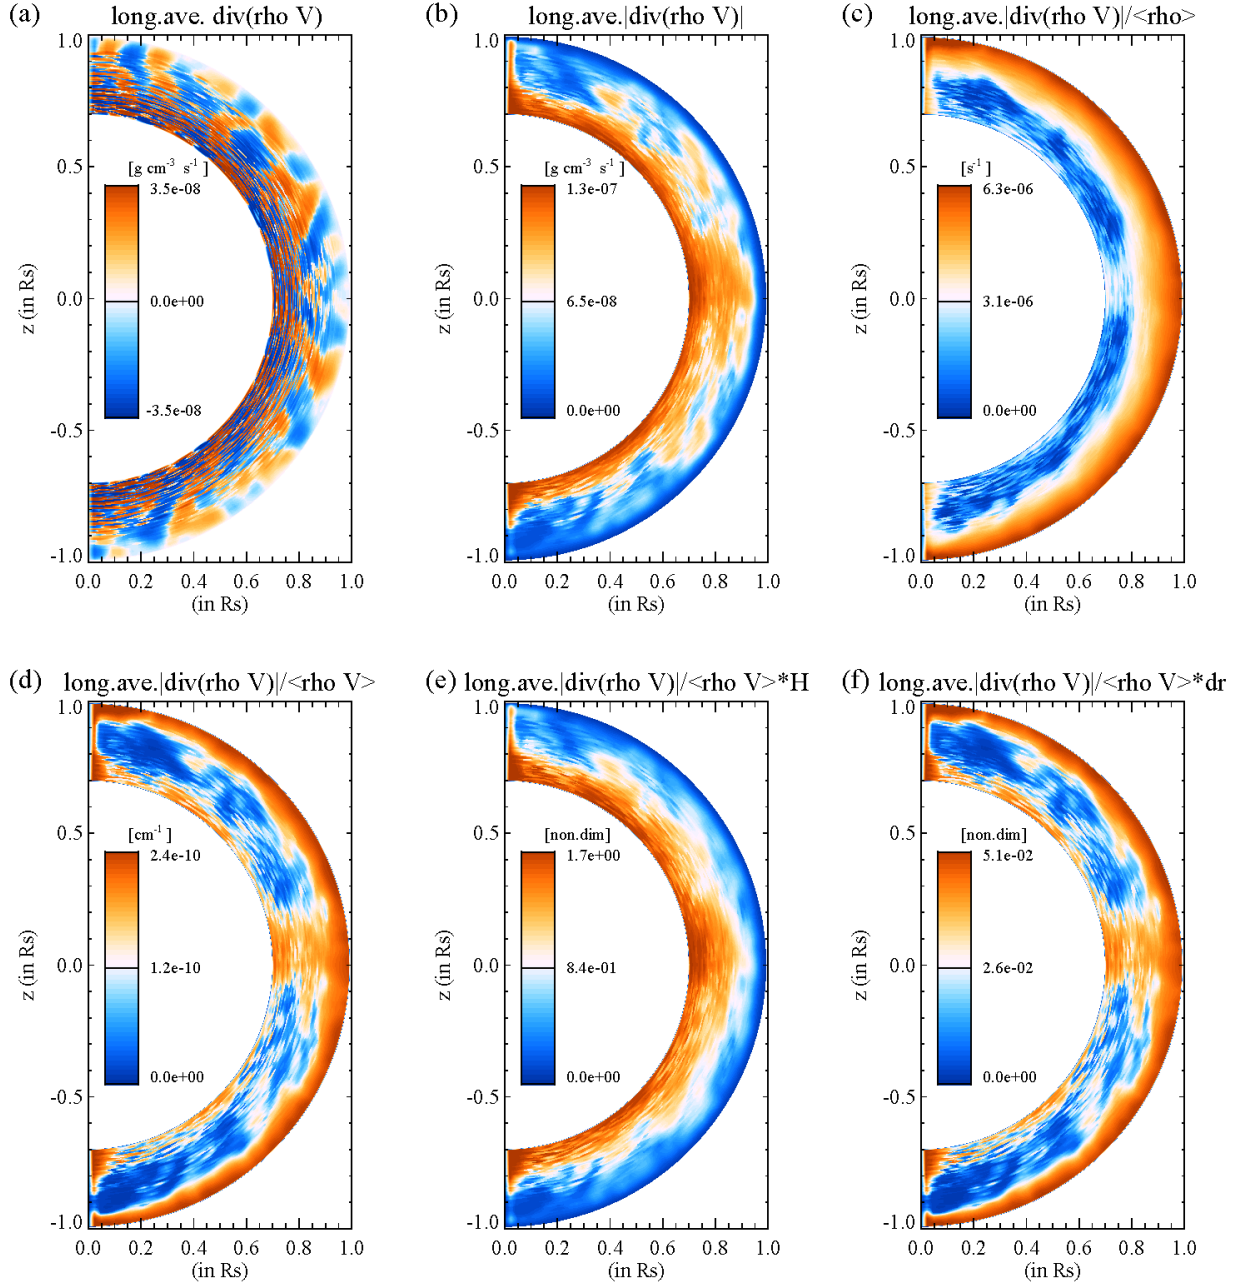 (a) long.ave. div(rho V)
1.0
0.5
0.0
-0.5
-1.0
z (in Rs)
[g cm-3 s-1 ]
3.5e-08
0.0e+00
-3.5e-08
0.0 0.2 0.4 0.6 0.8 1.0
(in Rs)
(b) long.ave.|div(rho V)|
1.0
0.5
0.0
-0.5
-1.0
z (in Rs)
[g cm-3 s-1 ]
1.3e-07
6.5e-08
0.0e+00
0.0 0.2 0.4 0.6 0.8 1.0
(in Rs)
(c) long.ave.|div(rho V)|/<rho>
1.0
0.5
0.0
-0.5
-1.0
z (in Rs)
[s-1 ]
6.3e-06
3.1e-06
0.0e+00
0.0 0.2 0.4 0.6 0.8 1.0
(in Rs)
(d) long.ave.|div(rho V)|/<rho V>
1.0
0.5
0.0
-0.5
-1.0
z (in Rs)
[cm-1 ]
2.4e-10
1.2e-10
0.0e+00
0.0 0.2 0.4 0.6 0.8 1.0
(in Rs)
(e) long.ave.|div(rho V)|/<rho V>*H
1.0
0.5
0.0
-0.5
-1.0
z (in Rs)
[non.dim]
1.7e+00
8.4e-01
0.0e+00
0.0 0.2 0.4 0.6 0.8 1.0
(in Rs)
(f) long.ave.|div(rho V)|/<rho V>*dr
1.0
0.5
0.0
-0.5
-1.0
z (in Rs)
[non.dim]
5.1e-02
2.6e-02
0.0e+00
0.0 0.2 0.4 0.6 0.8 1.0
(in Rs)